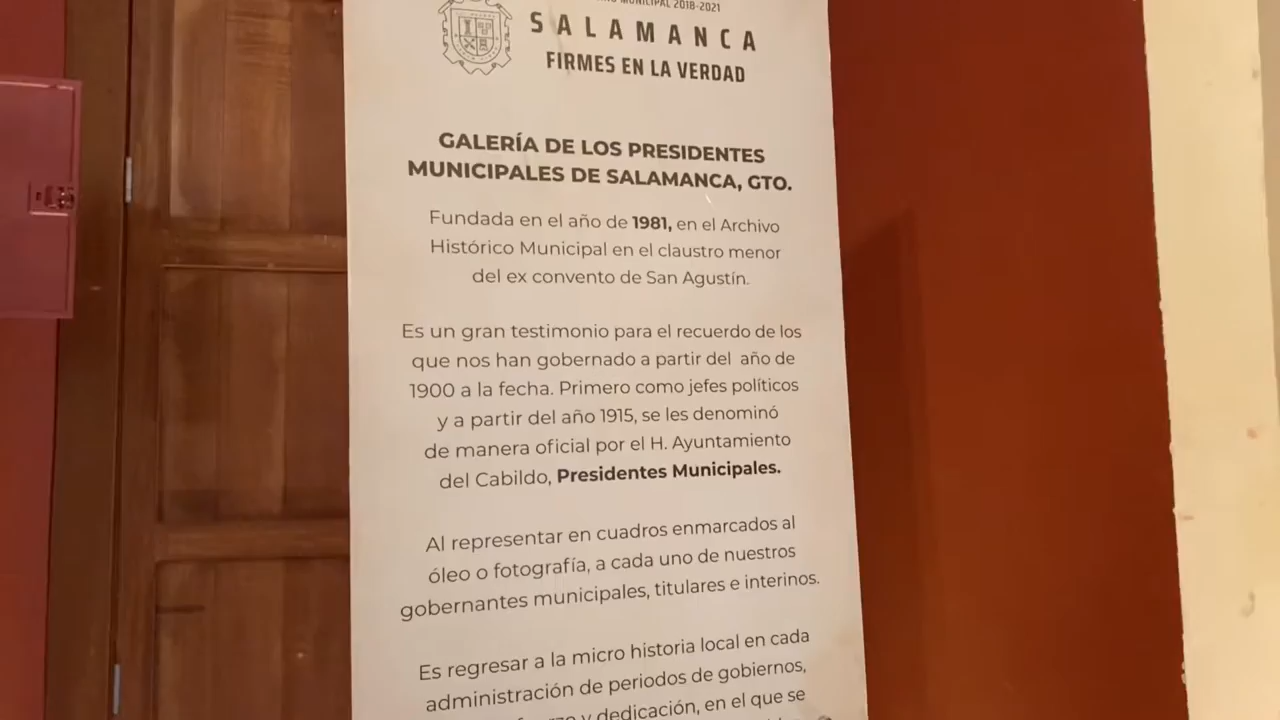 MUNICIPAL 2018-2021
SALAMANCA
FIRMES EN LA VERDAD
GALERÍA DE LOS PRESIDENTES
MUNICIPALES DE SALAMANCA, GTO.
Fundada en el año de 1981, en el Archivo
Histórico Municipal en el claustro menor
del ex convento de San Agustín.
Es un gran testimonio para el recuerdo de los
que nos han gobernado a partir del año de
1900 a la fecha. Primero como jefes políticos
y a partir del año 1915, se les denominó
de manera oficial por el H. Ayuntamiento
del Cabildo, Presidentes Municipales.
Al representar en cuadros enmarcados al
óleo o fotografía, a cada uno de nuestros
gobernantes municipales, titulares e interinos.
Es regresar a la micro historia local en cada
administración de periodos de gobiernos,
y dedicación, en el que se